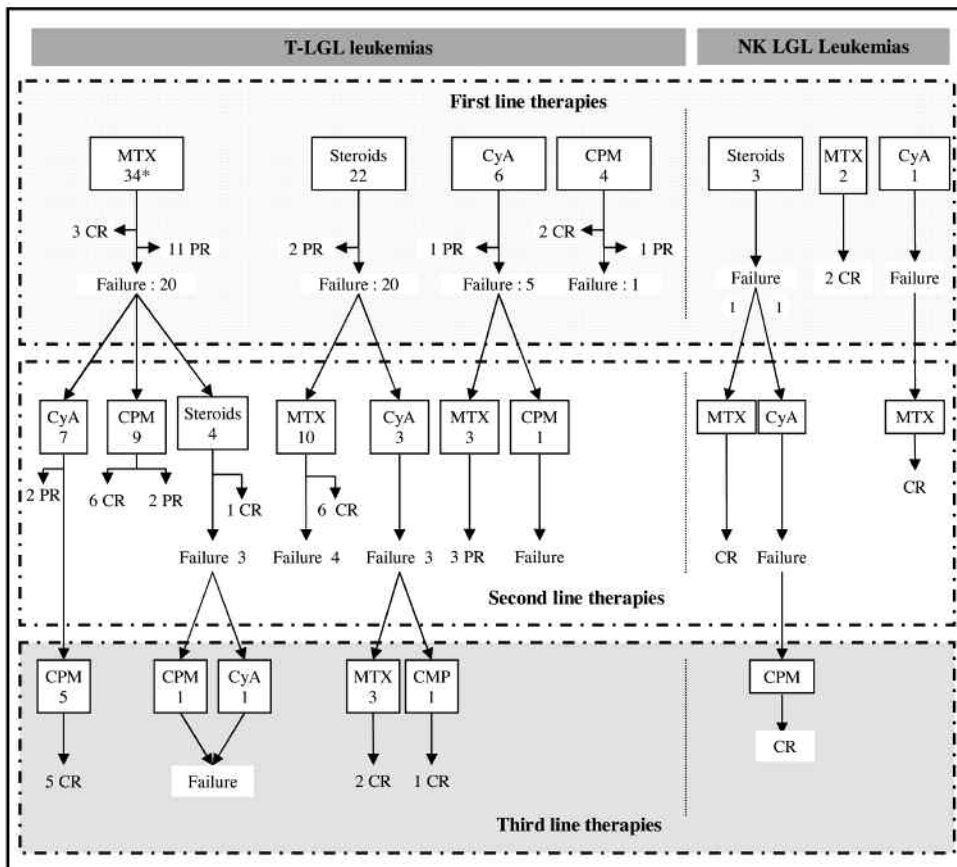 T-LGL leukemias
NK LGL Leukemias
First line therapies
MTX
34*
Steroids
22
CyA
6
CPM
4
Steroids
3
MTX
2
CyA
1
3 CR
11 PR
2 PR
1 PR
2 CR
1 PR
Failure : 20
Failure : 20
Failure : 5
Failure : 1
Failure
1 1
2 CR
Failure
CyA
7
CPM
9
Steroids
4
MTX
10
CyA
3
MTX
3
CPM
1
MTX
CyA
MTX
2 PR
6 CR
2 PR
1 CR
6 CR
CR
Failure 3
Failure 4
Failure 3
3 PR
Failure
CR
Failure
Second line therapies
CPM
5
CPM
1
CyA
1
MTX
3
CMP
1
CPM
5 CR
Failure
2 CR
1 CR
CR
Third line therapies